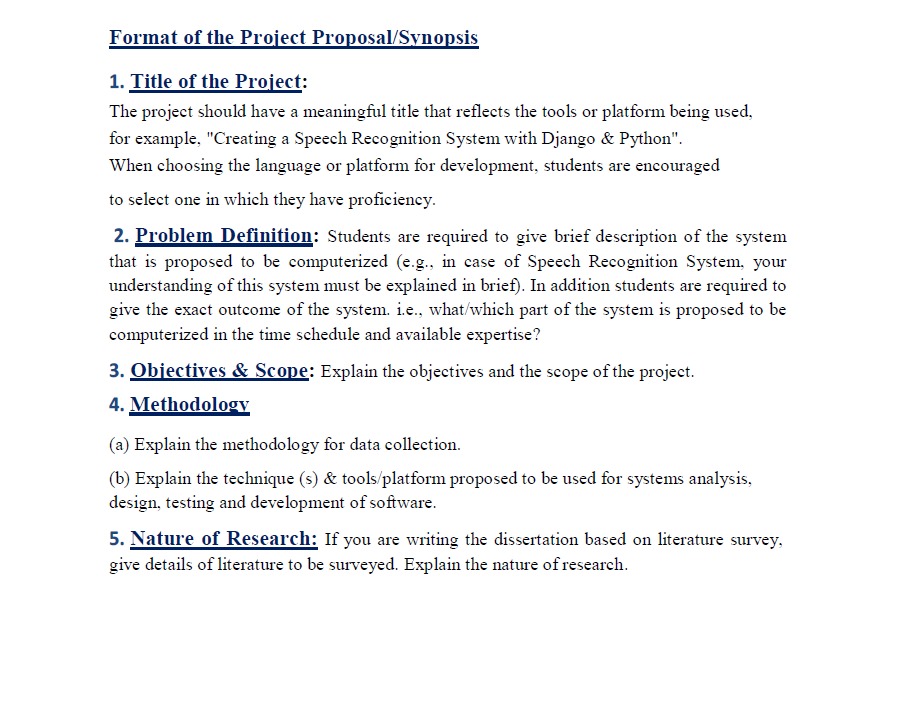 Format of the Project Proposal/Synopsis
1. Title of the Project:
The project should have a meaningful title that reflects the tools or platform being used,
for example, "Creating a Speech Recognition System with Django & Python".
When choosing the language or platform for development, students are encouraged
to select one in which they have proficiency.
2. Problem Definition: Students are required to give brief description of the system
that is proposed to be computerized (e.g., in case of Speech Recognition System, your
understanding of this system must be explained in brief). In addition students are required to
give the exact outcome of the system. i.e., what/which part of the system is proposed to be
computerized in the time schedule and available expertise?
3. Objectives & Scope: Explain the objectives and the scope of the project.
4. Methodology
(a) Explain the methodology for data collection.
(b) Explain the technique (s) & tools/platform proposed to be used for systems analysis,
design, testing and development of software.
5. Nature of Research: If you are writing the dissertation based on literature survey,
give details of literature to be surveyed. Explain the nature of research.